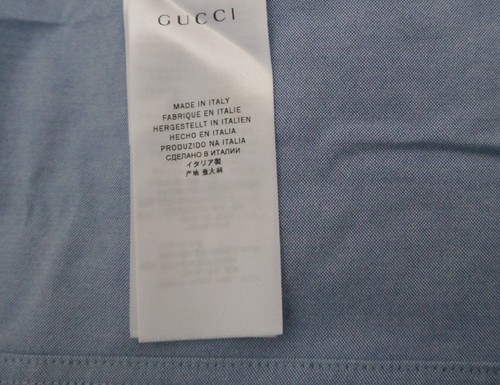 GUCCI
MADE IN ITALY
FABRIQUE EN ITALIE
HERGESTELLT IN ITALIEN
HECHO EN ITALIA
PRODUZIDO NA ITALIA
СДЕЛАНО В ИТАЛИИ
イタリア製
产地 意大利